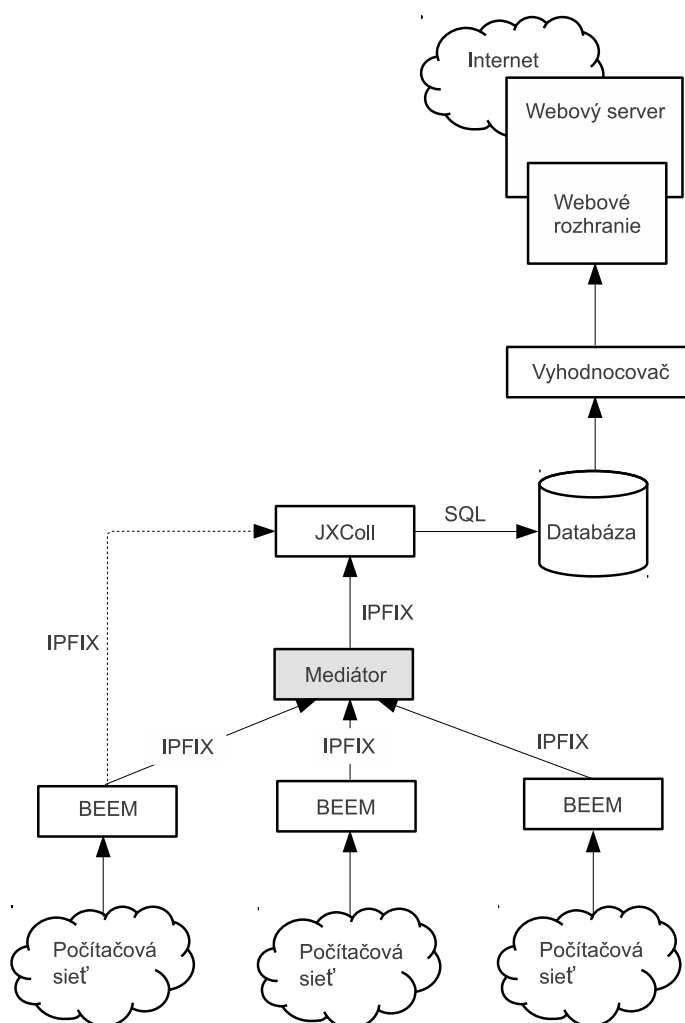 Internet
Webový server
Webové
rozhranie
Vyhodnocovač
JXColl
SQL
Databáza
IPFIX
IPFIX
Mediátor
IPFIX
IPFIX
IPFIX
BEEM
BEEM
BEEM
Počítačová
sieť
Počítačová
sieť
Počítačová
sieť